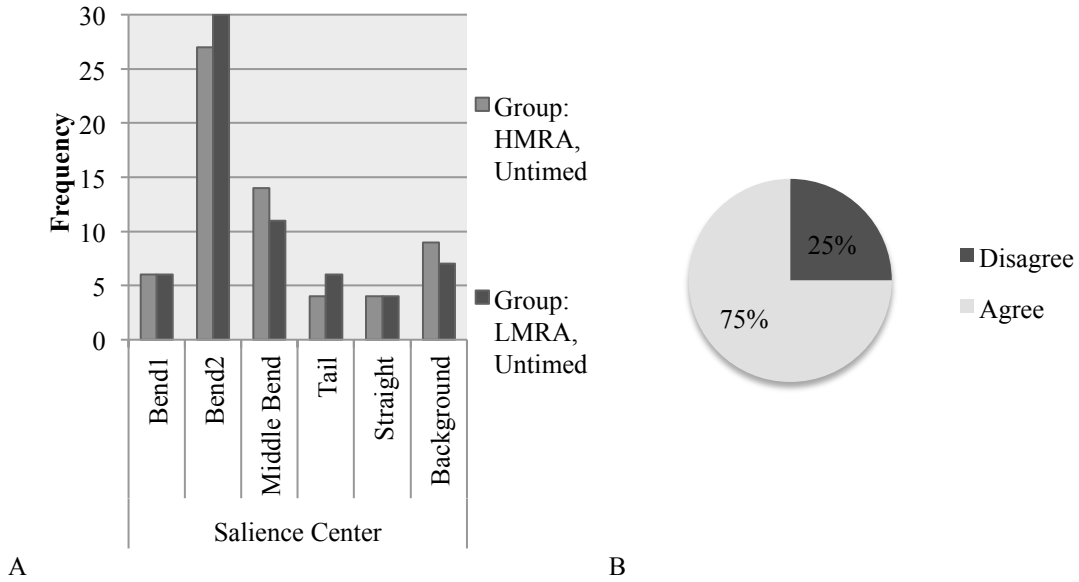 Frequency
30
25
20
15
10
5
0
Bend1
Bend2
Middle Bend
Tail
Straight
Background
Salience Center
Group:
HMRA,
Untimed
Group:
LMRA,
Untimed
A
25%
75%
Disagree
Agree
B